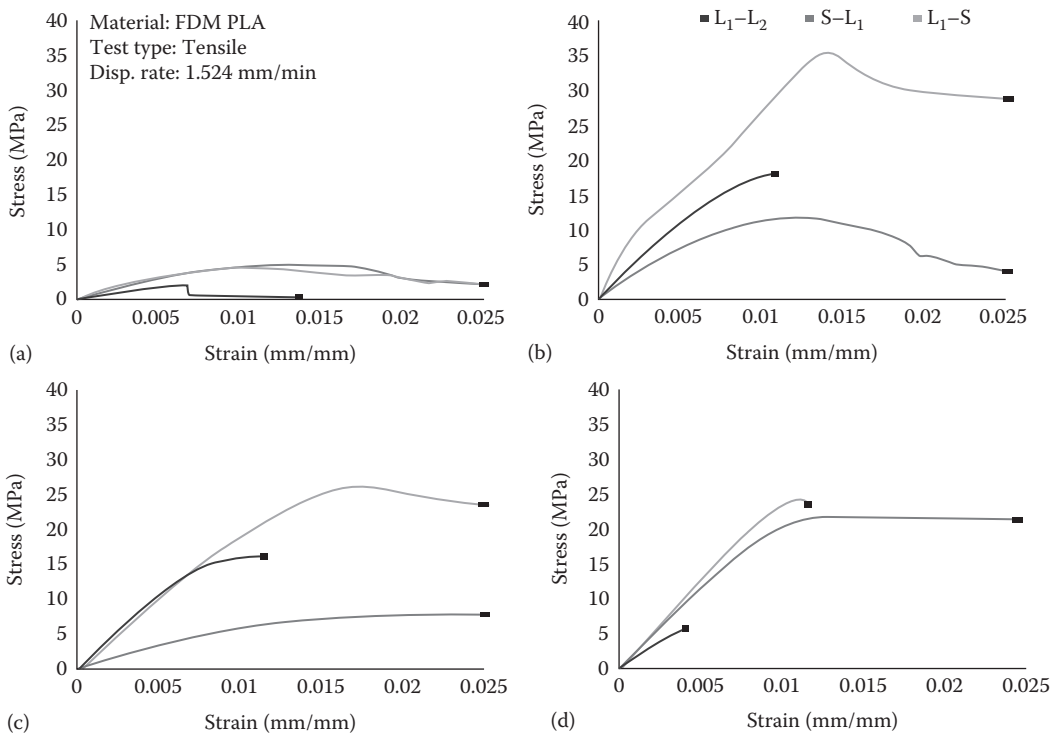 Material: FDM PLA
Test type: Tensile
Disp. rate: 1.524 mm/min
40
35
30
25
20
15
10
5
0
Stress (MPa)
0 0.005 0.01 0.015 0.02 0.025
(a) Strain (mm/mm)
L₁–L₂ S–L₁ L₁–S
40
35
30
25
20
15
10
5
0
Stress (MPa)
0 0.005 0.01 0.015 0.02 0.025
(b) Strain (mm/mm)
40
35
30
25
20
15
10
5
0
Stress (MPa)
0 0.005 0.01 0.015 0.02 0.025
(c) Strain (mm/mm)
40
35
30
25
20
15
10
5
0
Stress (MPa)
0 0.005 0.01 0.015 0.02 0.025
(d) Strain (mm/mm)